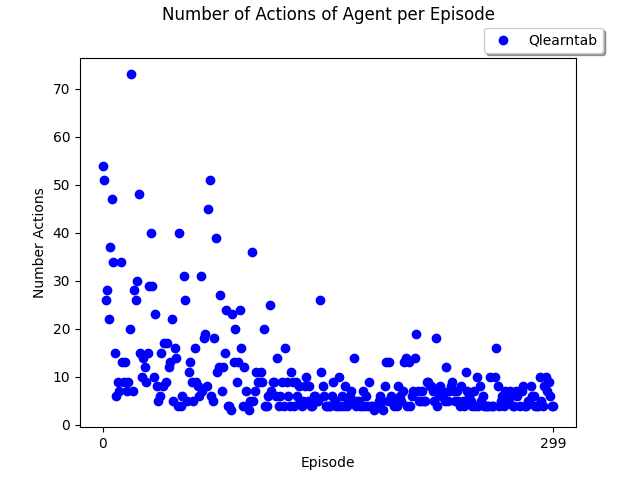 Number of Actions of Agent per Episode
Qlearntab
Number Actions
70
60
50
40
30
20
10
0
0 299
Episode